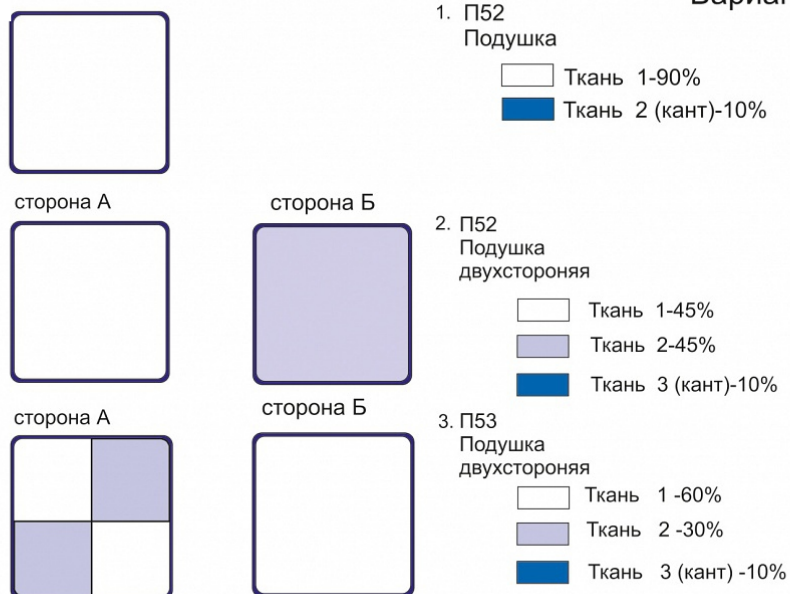 1. П52
Подушка
Ткань 1-90%
Ткань 2 (кант)-10%
сторона А
сторона Б
2. П52
Подушка
двухстороняя
Ткань 1-45%
Ткань 2-45%
Ткань 3 (кант)-10%
сторона А
сторона Б
3. П53
Подушка
двухстороняя
Ткань 1 -60%
Ткань 2 -30%
Ткань 3 (кант) -10%